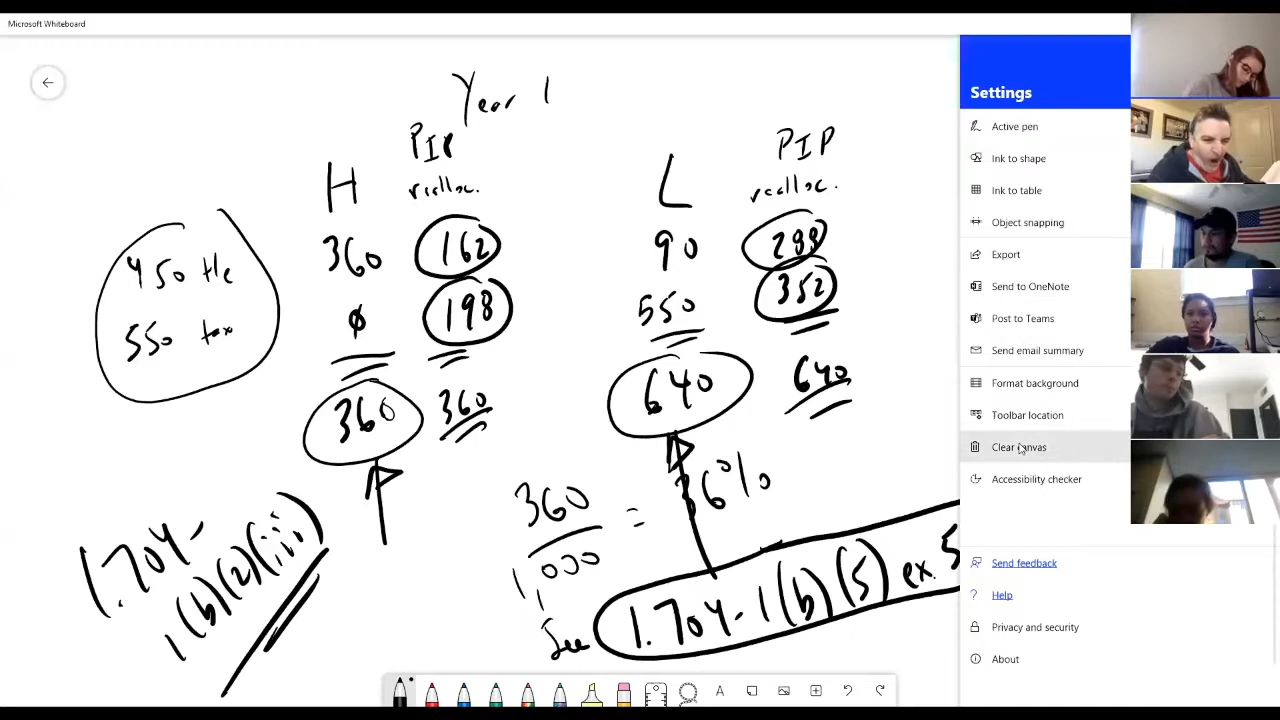 Microsoft Whiteboard
Year 1
H PIP realloc.
L PIP realloc.
450 t/e
550 tax
360 162
90 288
ø 198
550 352
360 360
640 640
360
1,000
= 36%
1.704-
1(b)(2)(iii)
See 1.704-1(b)(5) ex. 5
Settings
Active pen
Ink to shape
Ink to table
Object snapping
Export
Send to OneNote
Post to Teams
Send email summary
Format background
Toolbar location
Clear canvas
Accessibility checker
Send feedback
Help
Privacy and security
About